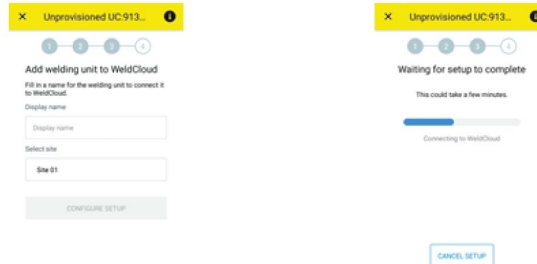 × Unprovisioned UC:913...
1 2 3 4
Add welding unit to WeldCloud
Fill in a name for the welding unit to connect it
to WeldCloud.
Display name
Display name
Select site
Site 01
CONFIGURE SETUP
× Unprovisioned UC:913...
1 2 3 4
Waiting for setup to complete
This could take a few minutes.
Connecting to WeldCloud
CANCEL SETUP